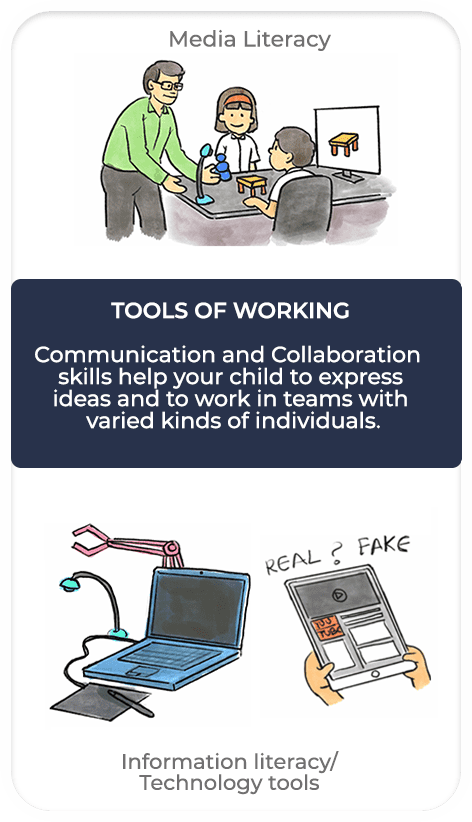 Media Literacy
TOOLS OF WORKING
Communication and Collaboration
skills help your child to express
ideas and to work in teams with
varied kinds of individuals.
REAL ? FAKE
Information literacy/
Technology tools